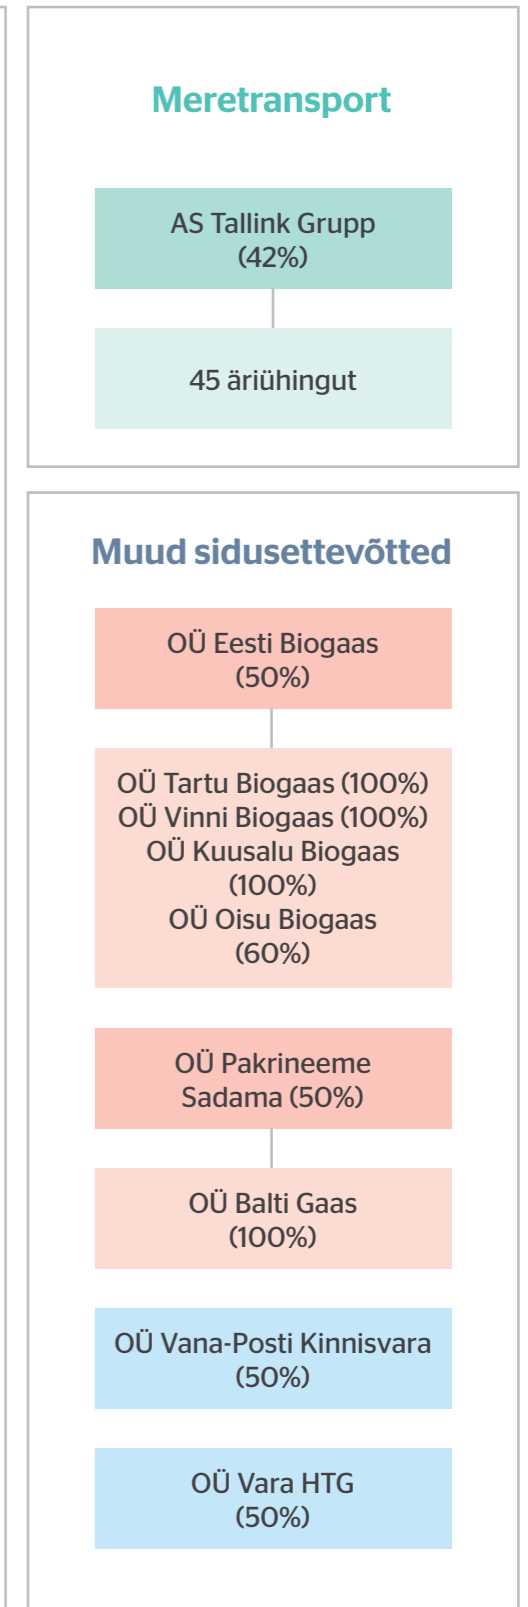 Meretransport
AS Tallink Grupp
(42%)
45 äriühingut
Muud sidusettevõtted
OÜ Eesti Biogaas
(50%)
OÜ Tartu Biogaas (100%)
OÜ Vinni Biogaas (100%)
OÜ Kuusalu Biogaas
(100%)
OÜ Oisu Biogaas
(60%)
OÜ Pakrineeme
Sadama (50%)
OÜ Balti Gaas
(100%)
OÜ Vana-Posti Kinnisvara
(50%)
OÜ Vara HTG
(50%)